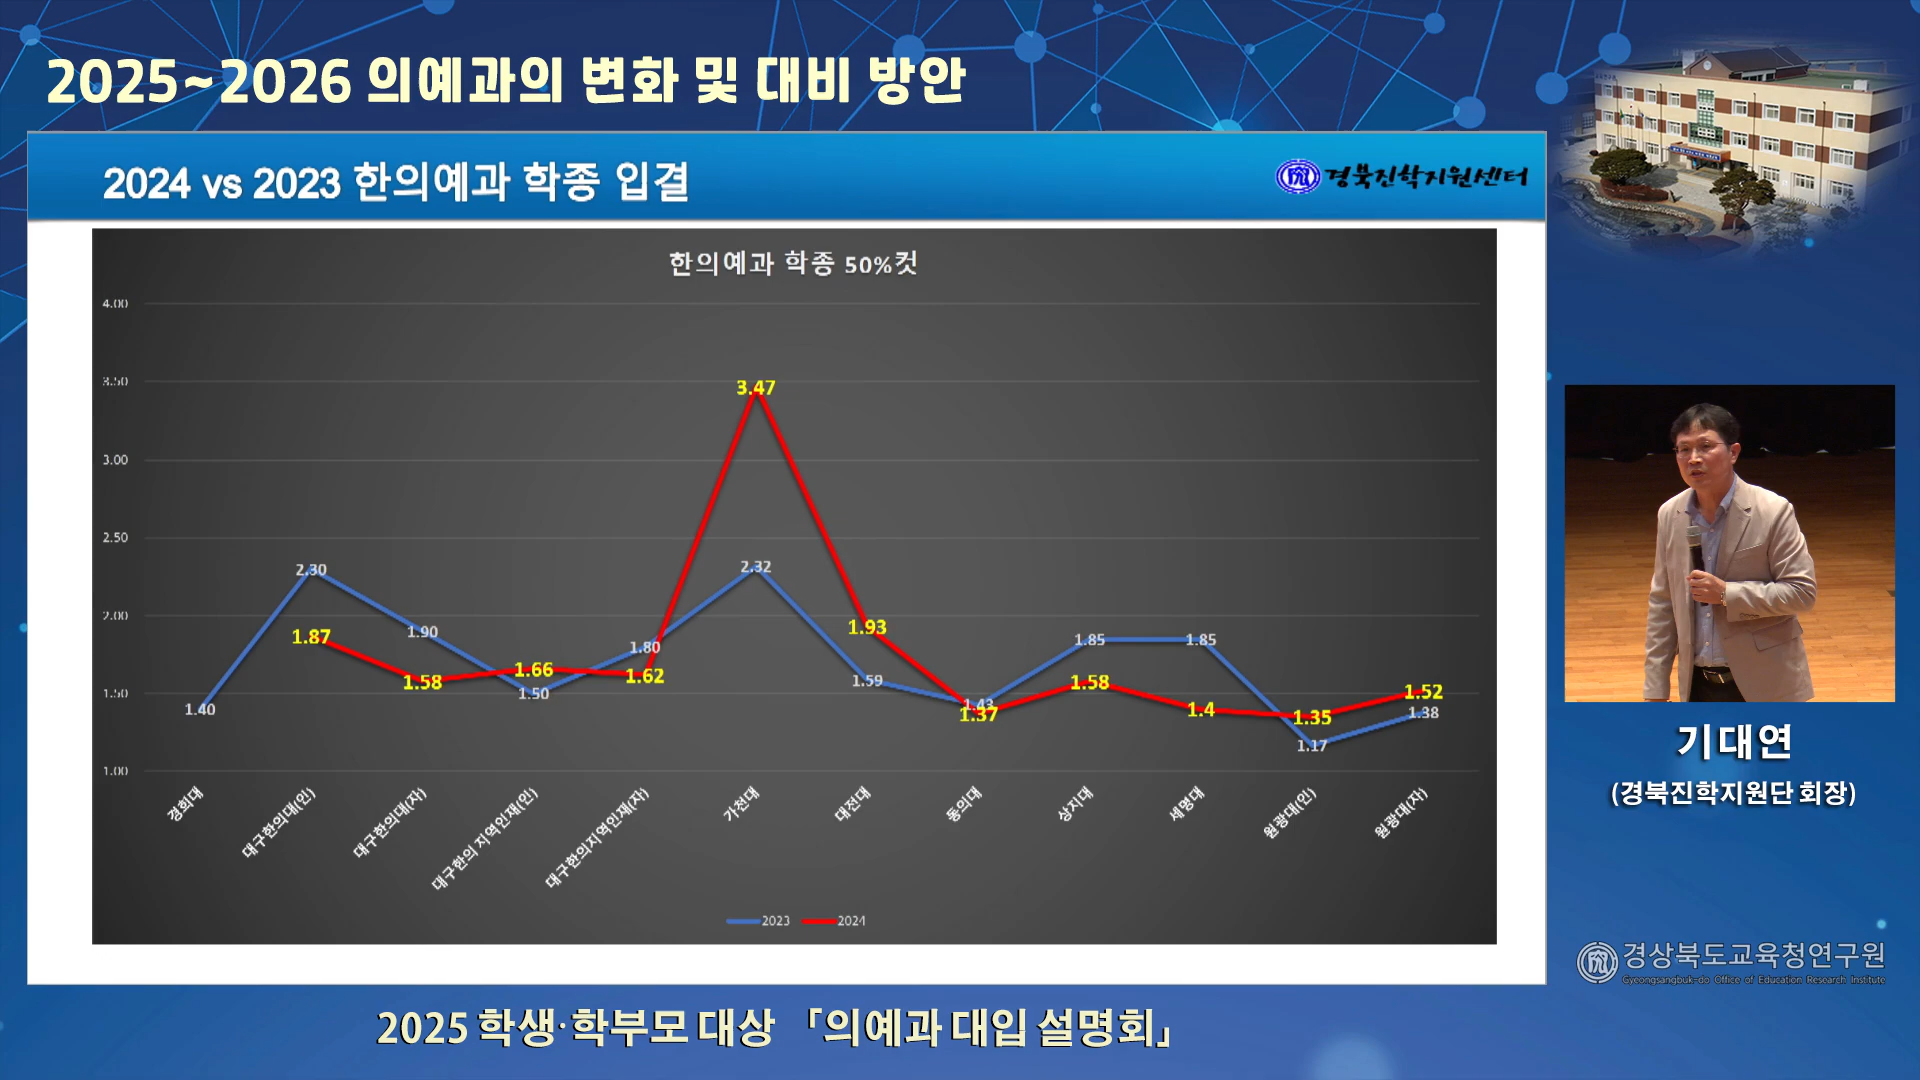 2025~2026 의예과의 변화 및 대비 방안
2024 vs 2023 한의예과 학종 입결
경북진학지원센터
한의예과 학종 50%컷
4.00
3.50
3.00
2.50
2.00
1.50
1.00
1.40
2.30
1.90
1.50
1.80
2.32
1.59
1.43
1.85
1.85
1.17
1.38
1.87
1.58
1.66
1.62
3.47
1.93
1.37
1.58
1.4
1.35
1.52
경희대
대구한의대(인)
대구한의대(자)
대구한의 지역인재(인)
대구한의지역인재(자)
가천대
대전대
동의대
상지대
세명대
원광대(인)
원광대(자)
2023
2024
기대연
(경북진학지원단 회장)
경상북도교육청연구원
Gyeongsangbuk-do Office of Education Research Institute
2025 학생·학부모 대상 「의예과 대입 설명회」